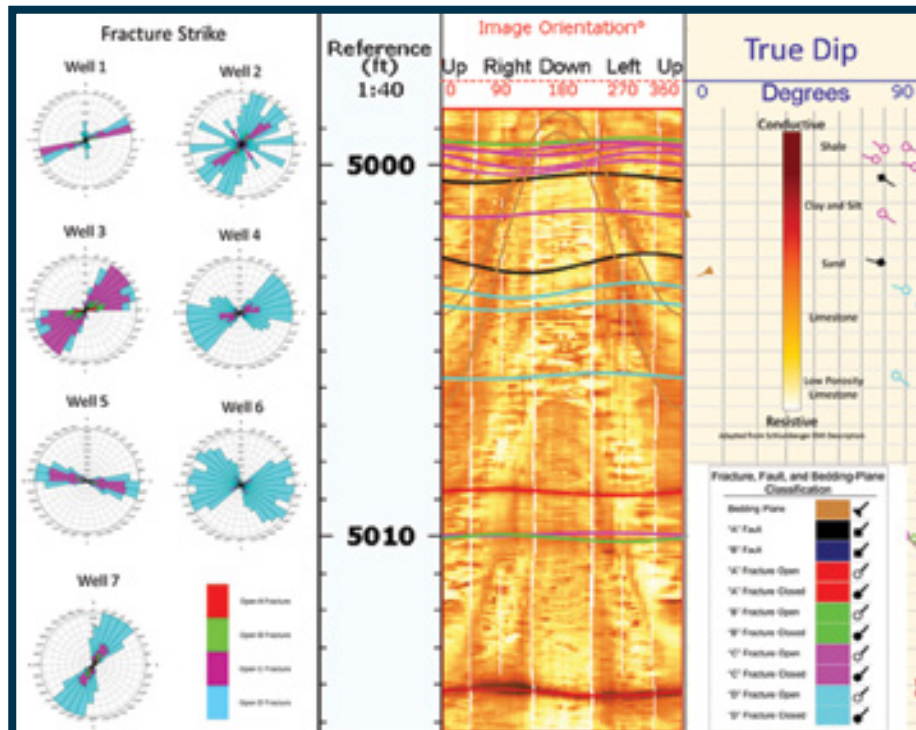 Fracture Strike
Well 1
Well 2
Well 3
Well 4
Well 5
Well 6
Well 7
Open A Fracture
Open B Fracture
Open C Fracture
Open D Fracture
Reference
(ft)
1:40
5000
5010
Image Orientation®
Up Right Down Left Up
0 90 180 270 360
True Dip
0 Degrees 90
Conductive
Shale
Clay and Silt
Sand
Limestone
Low Porosity
Limestone
Resistive
Adapted from Schlumberger
Fracture, Fault, and Bedding-Plane
Classification
Bedding Plane
"A" Fault
"B" Fault
"A" Fracture Open
"A" Fracture Closed
"B" Fracture Open
"B" Fracture Closed
"C" Fracture Open
"C" Fracture Closed
"D" Fracture Open
"D" Fracture Closed